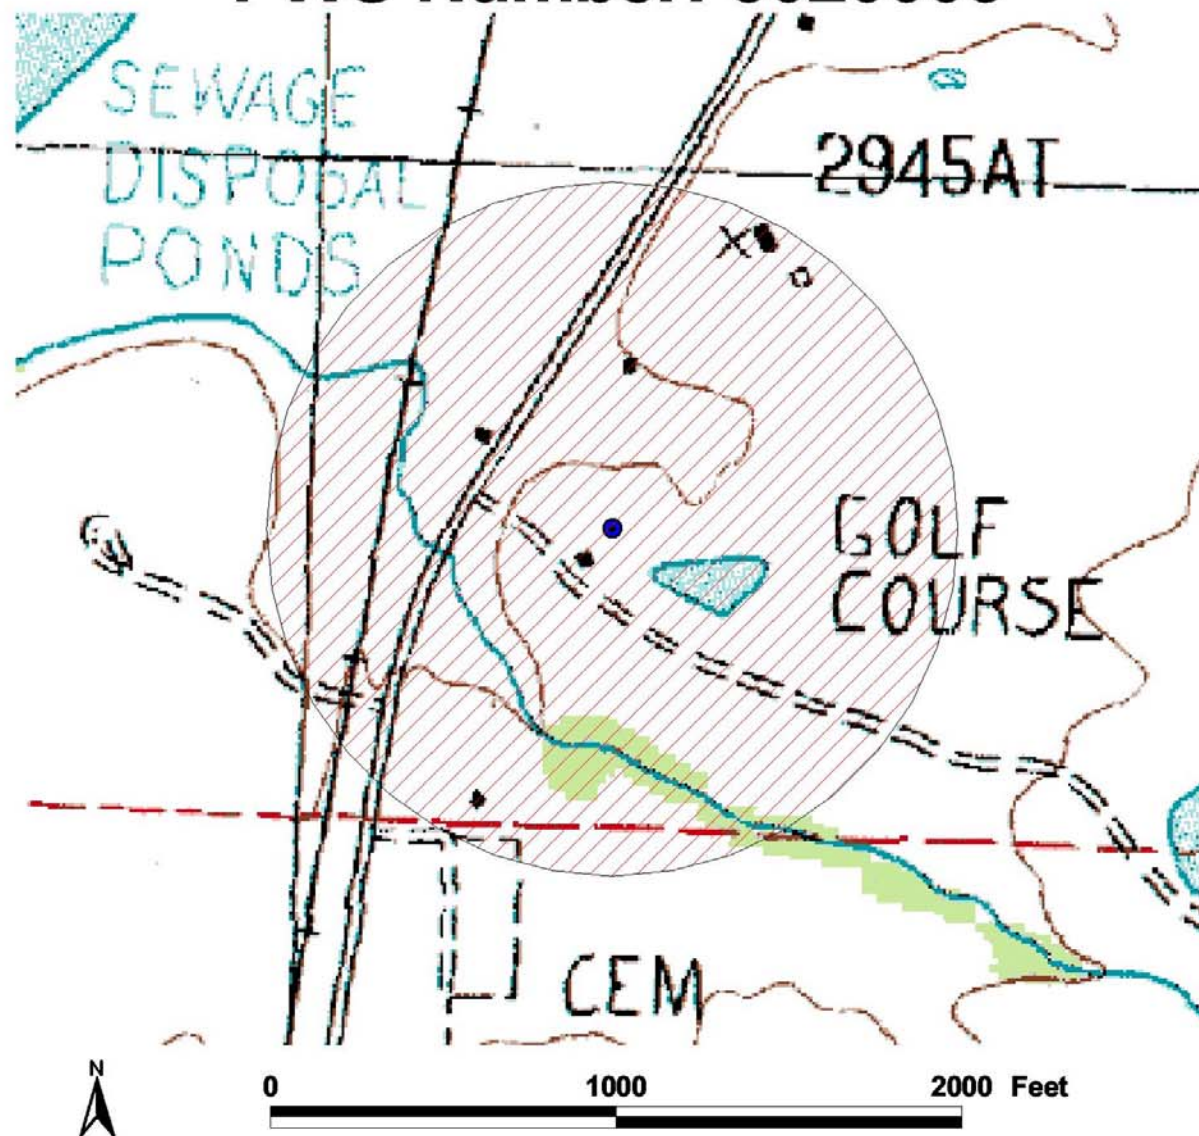 SEWAGE
DISPOSAL
PONDS
2945AT
GOLF
COURSE
CEM
N
0 1000 2000 Feet